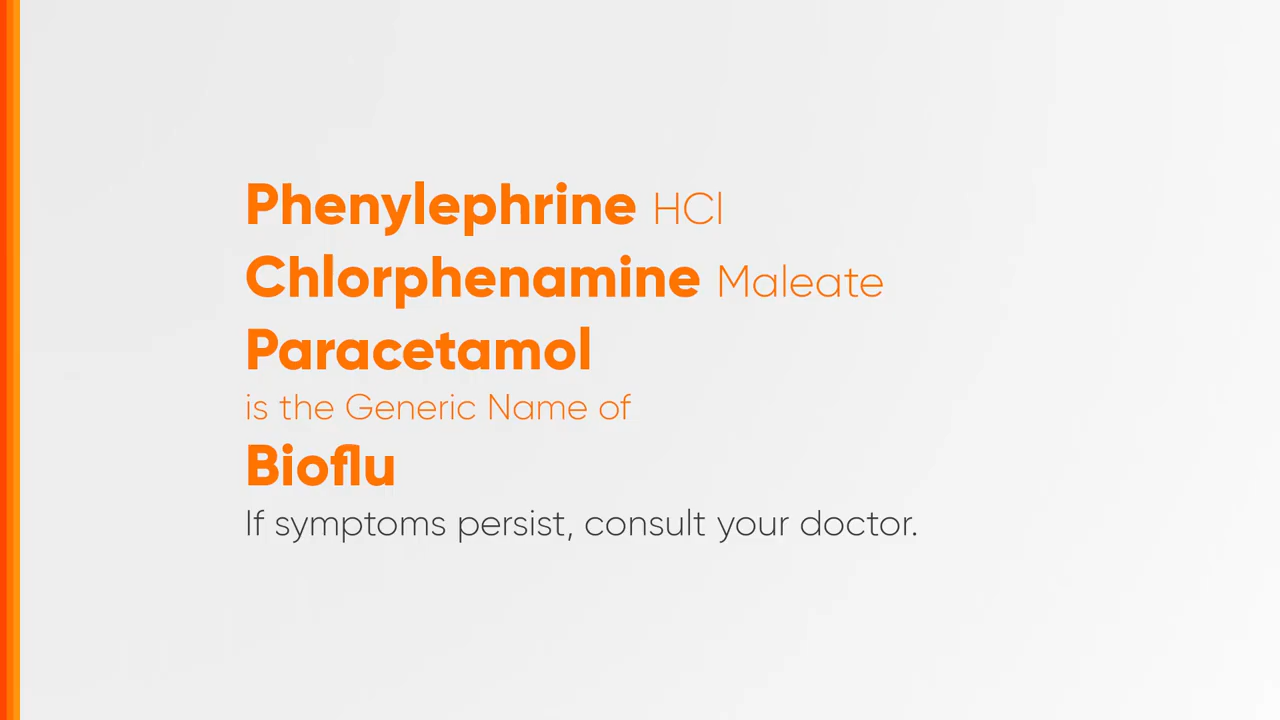 Phenylephrine HCl
Chlorphenamine Maleate
Paracetamol
is the Generic Name of
Bioflu
If symptoms persist, consult your doctor.